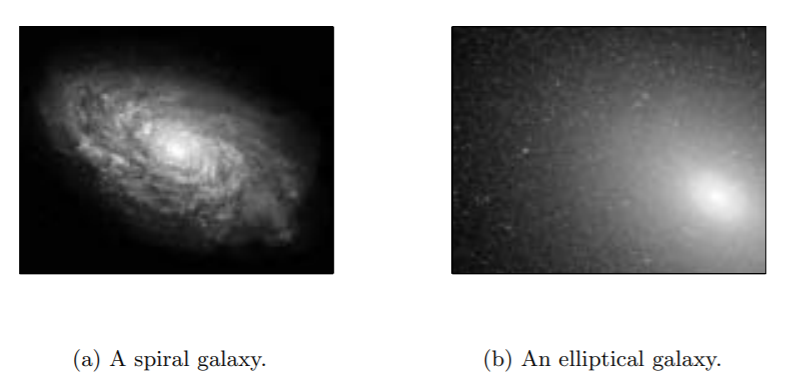 (a) A spiral galaxy.
(b) An elliptical galaxy.